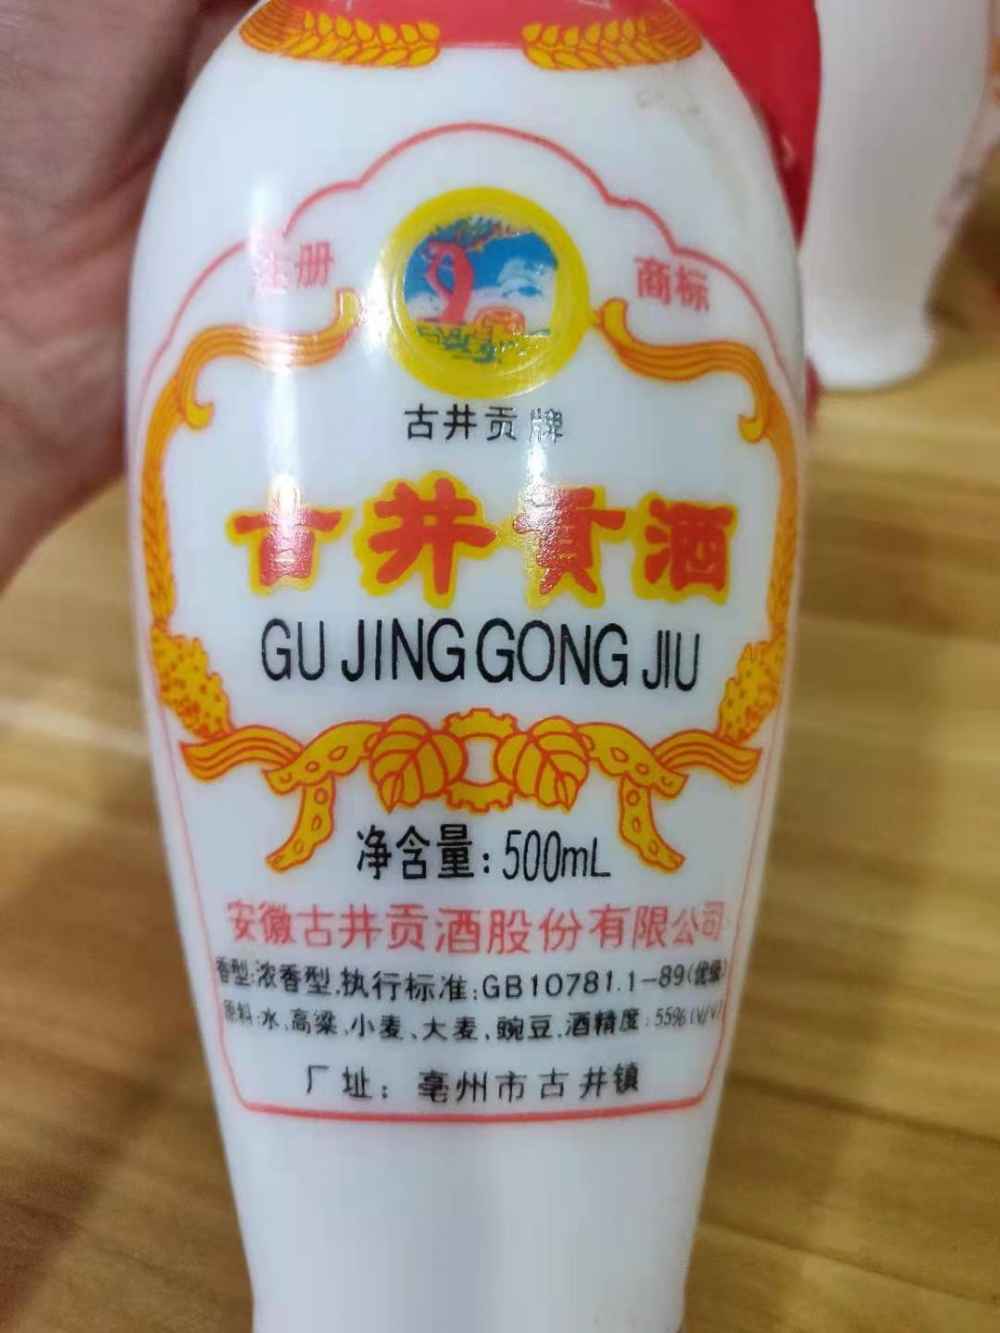 注册 商标
古井贡牌
古井贡酒
GU JING GONG JIU
净含量：500mL
安徽古井贡酒股份有限公司
香型:浓香型.执行标准:GB10781.1-89(优级)
原料:水.高粱.小麦、大麦、豌豆.酒精度:55%(v/v)
厂址：亳州市古井镇